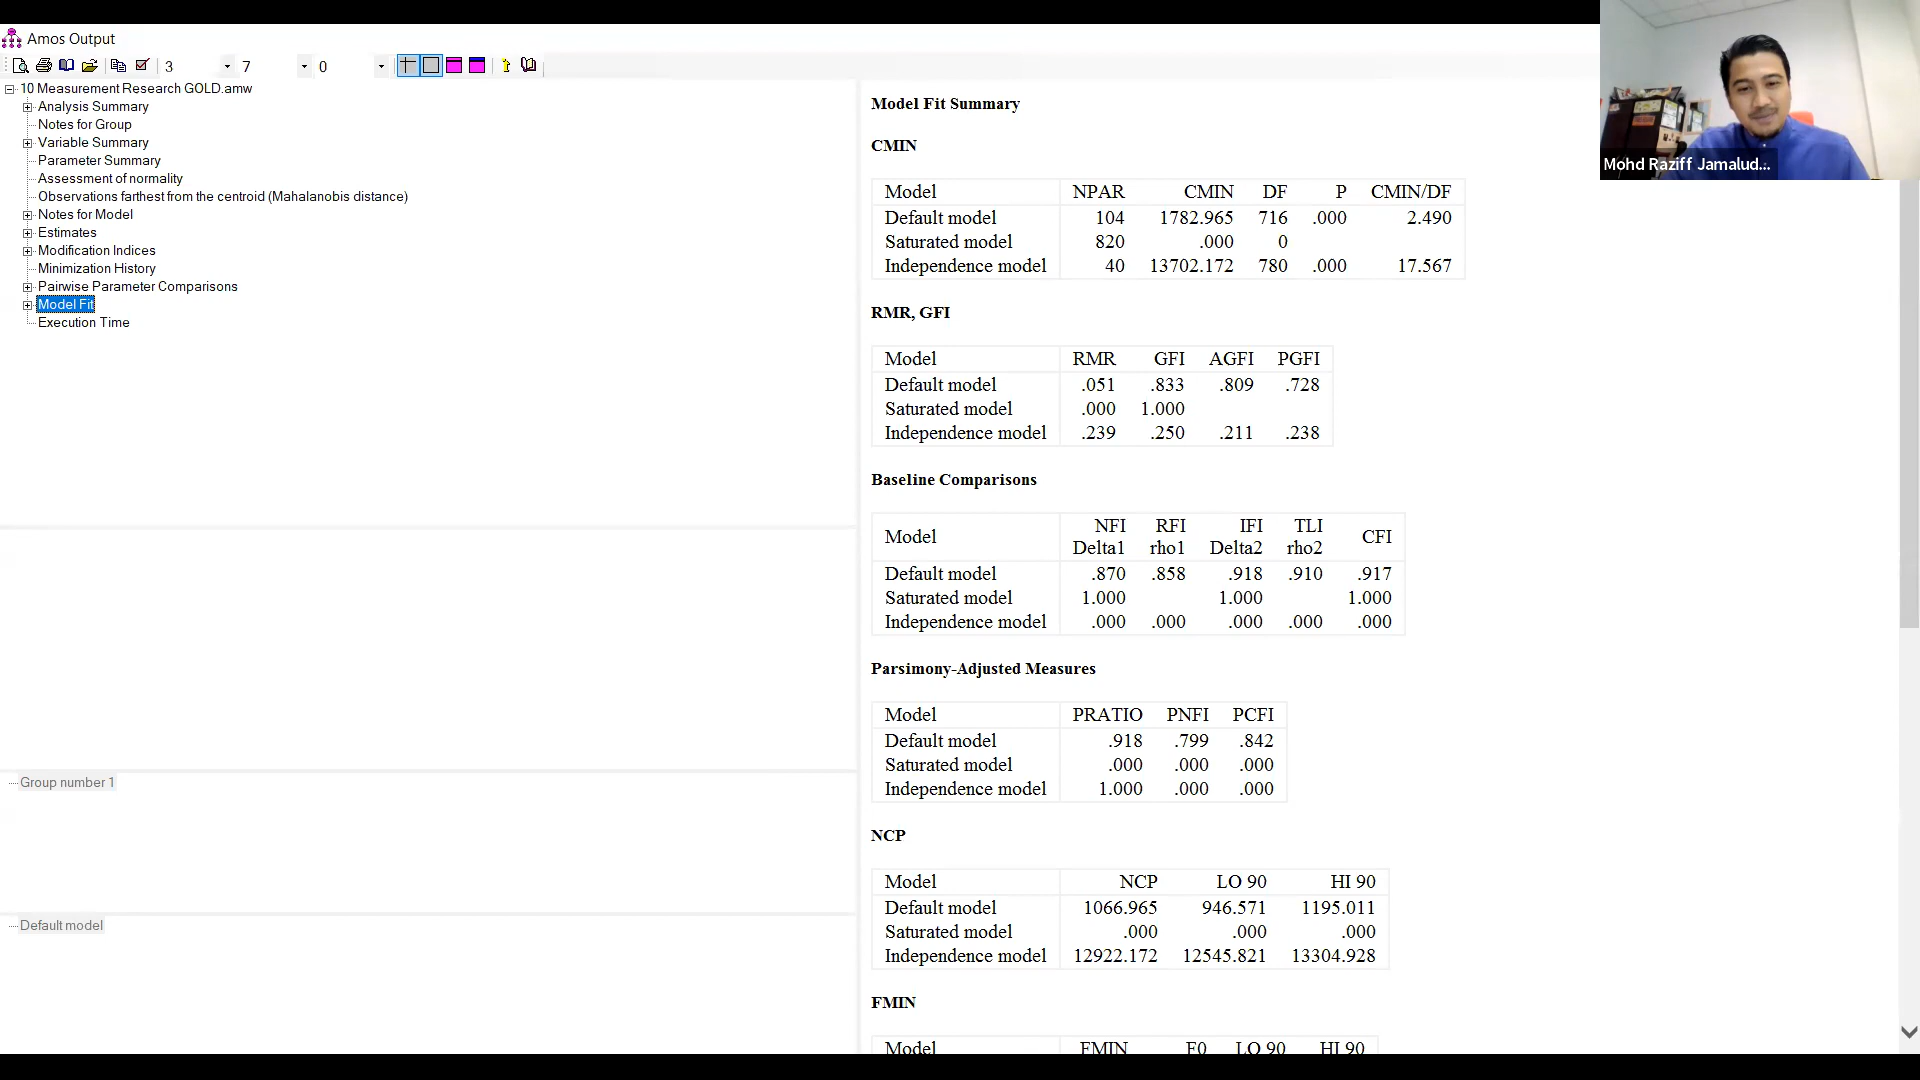 Amos Output
3 7 0
10 Measurement Research GOLD.amw
Analysis Summary
Notes for Group
Variable Summary
Parameter Summary
Assessment of normality
Observations farthest from the centroid (Mahalanobis distance)
Notes for Model
Estimates
Modification Indices
Minimization History
Pairwise Parameter Comparisons
Model Fit
Execution Time
Group number 1
Default model
Model Fit Summary
CMIN
Model NPAR CMIN DF P CMIN/DF
Default model 104 1782.965 716 .000 2.490
Saturated model 820 .000 0
Independence model 40 13702.172 780 .000 17.567
RMR, GFI
Model RMR GFI AGFI PGFI
Default model .051 .833 .809 .728
Saturated model .000 1.000
Independence model .239 .250 .211 .238
Baseline Comparisons
Model NFI Delta1 RFI rho1 IFI Delta2 TLI rho2 CFI
Default model .870 .858 .918 .910 .917
Saturated model 1.000 1.000 1.000
Independence model .000 .000 .000 .000 .000
Parsimony-Adjusted Measures
Model PRATIO PNFI PCFI
Default model .918 .799 .842
Saturated model .000 .000 .000
Independence model 1.000 .000 .000
NCP
Model NCP LO 90 HI 90
Default model 1066.965 946.571 1195.011
Saturated model .000 .000 .000
Independence model 12922.172 12545.821 13304.928
FMIN
Model FMIN F0 LO 90 HI 90
Mohd Raziff Jamalud...